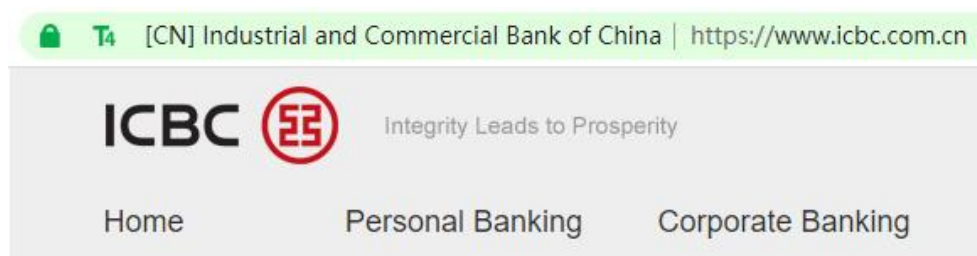 T4 [CN] Industrial and Commercial Bank of China | https://www.icbc.com.cn
ICBC Integrity Leads to Prosperity
Home Personal Banking Corporate Banking